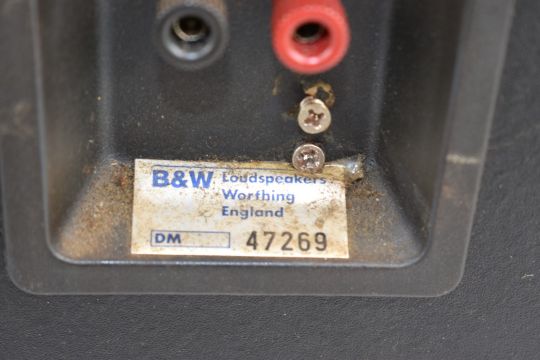 B&W Loudspeakers
Worthing
England
DM 47269